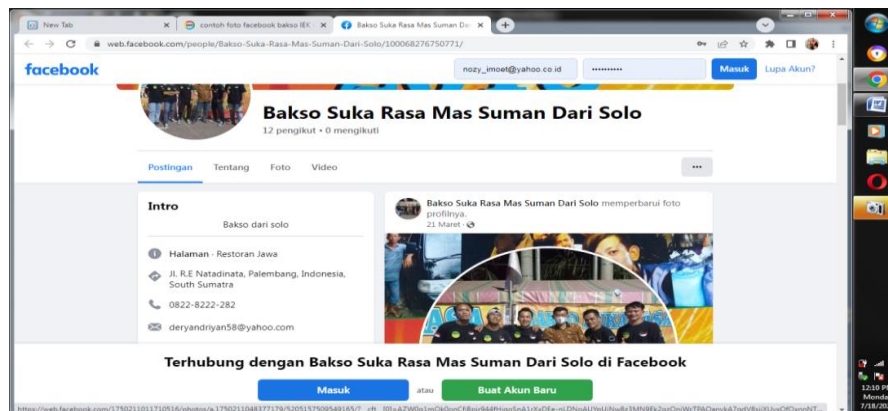 New Tab
contoh foto facebook bakso IEK -
Bakso Suka Rasa Mas Suman Da
web.facebook.com/people/Bakso-Suka-Rasa-Mas-Suman-Dari-Solo/100068276750771/
facebook
nozy_imoet@yahoo.co.id
Masuk
Lupa Akun?
Bakso Suka Rasa Mas Suman Dari Solo
12 pengikut • 0 mengikuti
Postingan Tentang Foto Video
Intro
Bakso dari solo
Halaman · Restoran Jawa
Jl. R.E Natadinata, Palembang, Indonesia,
South Sumatra
0822-8222-282
deryandriyan58@yahoo.com
Bakso Suka Rasa Mas Suman Dari Solo memperbarui foto
profilnya.
21 Maret ·
Terhubung dengan Bakso Suka Rasa Mas Suman Dari Solo di Facebook
Masuk
atau
Buat Akun Baru
12:10 P
Monda